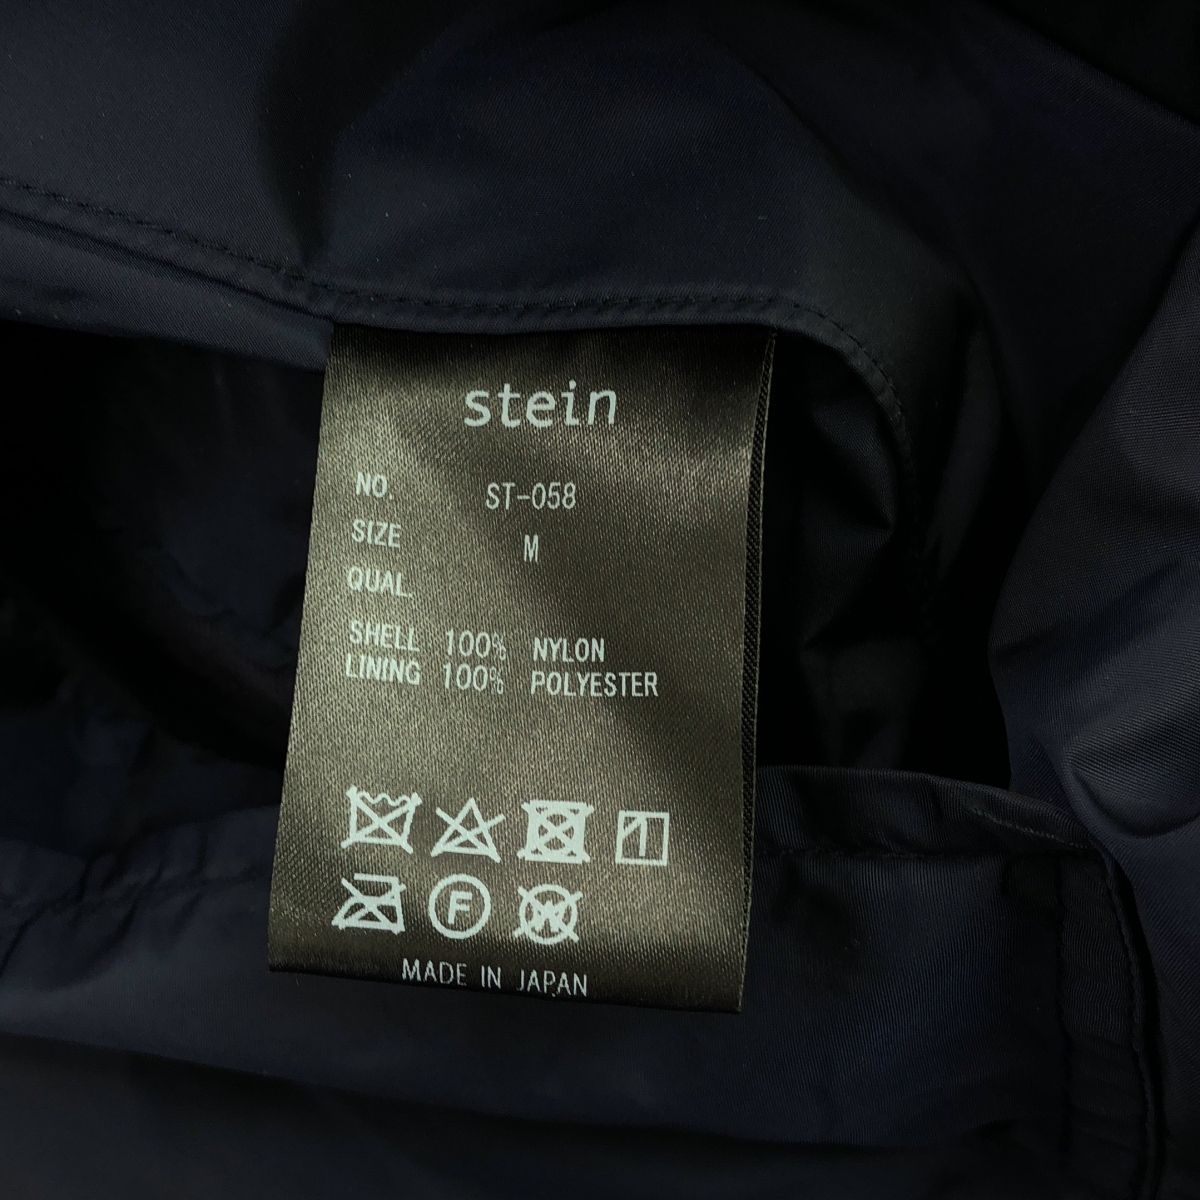 stein
NO. ST-058
SIZE M
QUAL.
SHELL 100% NYLON
LINING 100% POLYESTER
F W
MADE IN JAPAN